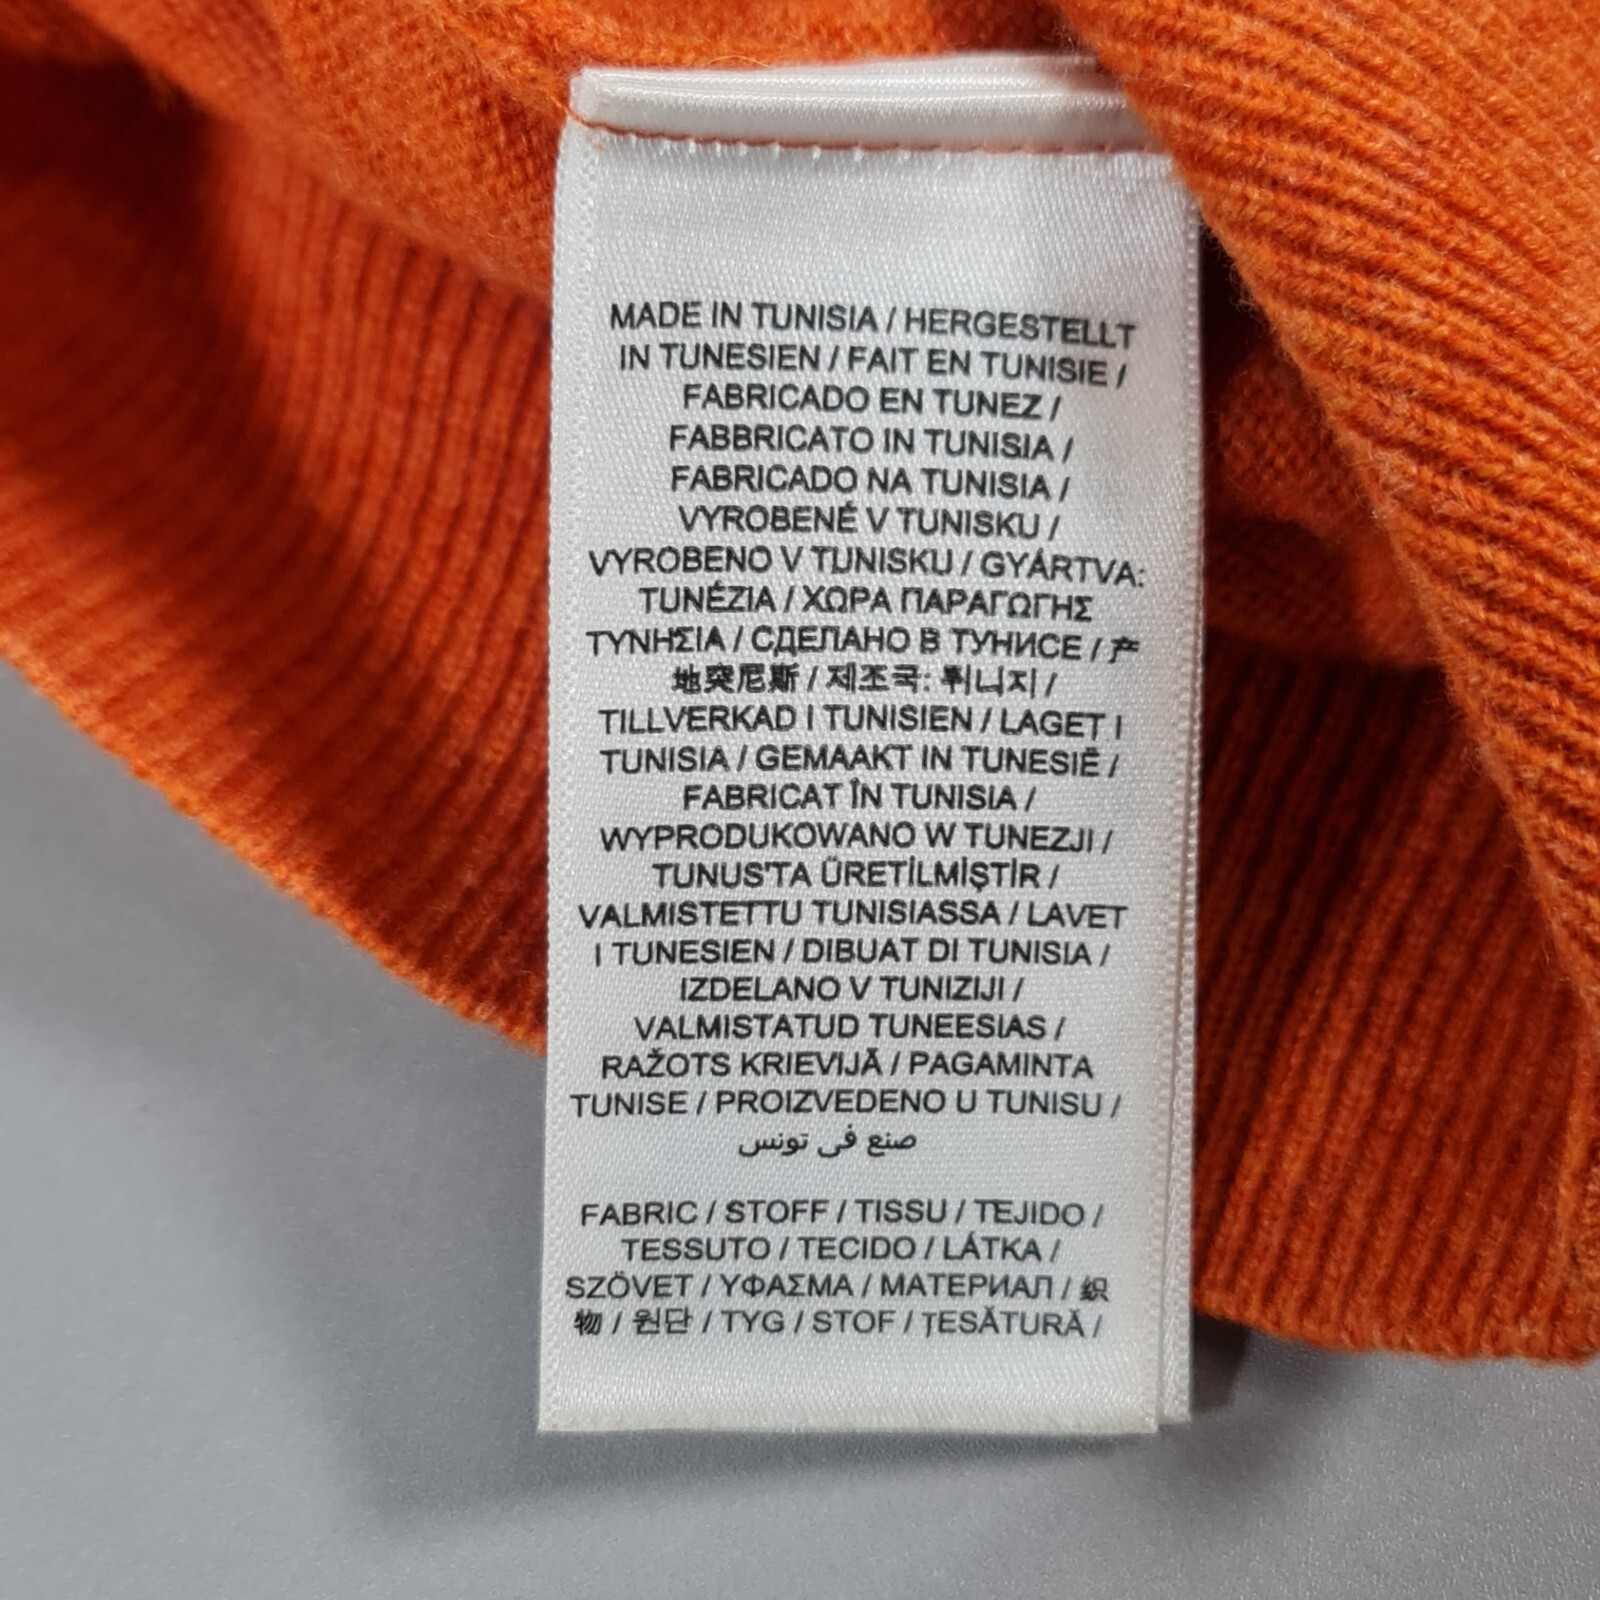 MADE IN TUNISIA / HERGESTELLT
IN TUNESIEN / FAIT EN TUNISIE /
FABRICADO EN TUNEZ /
FABBRICATO IN TUNISIA /
FABRICADO NA TUNISIA /
VYROBENÉ V TUNISKU /
VYROBENO V TUNISKU / GYÁRTVA:
TUNÉZIA / ΧΩΡΑ ΠΑΡΑΓΩΓΗΣ
ΤΥΝΗΣΙΑ / СДЕЛАНО В ТУНИСЕ / 产
地突尼斯 / 제조국: 튀니지 /
TILLVERKAD I TUNISIEN / LAGET I
TUNISIA / GEMAAKT IN TUNESIË /
FABRICAT ÎN TUNISIA /
WYPRODUKOWANO W TUNEZJI /
TUNUS'TA ÜRETİLMİŞTİR /
VALMISTETTU TUNISIASSA / LAVET
I TUNESIEN / DIBUAT DI TUNISIA /
IZDELANO V TUNIZIJI /
VALMISTATUD TUNEESIAS /
RAŽOTS KRIEVIJĀ / PAGAMINTA
TUNISE / PROIZVEDENO U TUNISU /
صنع في تونس
FABRIC / STOFF / TISSU / TEJIDO /
TESSUTO / TECIDO / LÁTKA /
SZÖVET / ΥΦΑΣΜΑ / МАТЕРИАЛ / 织
物 / 원단 / TYG / STOF / ŢESĂTURĂ /